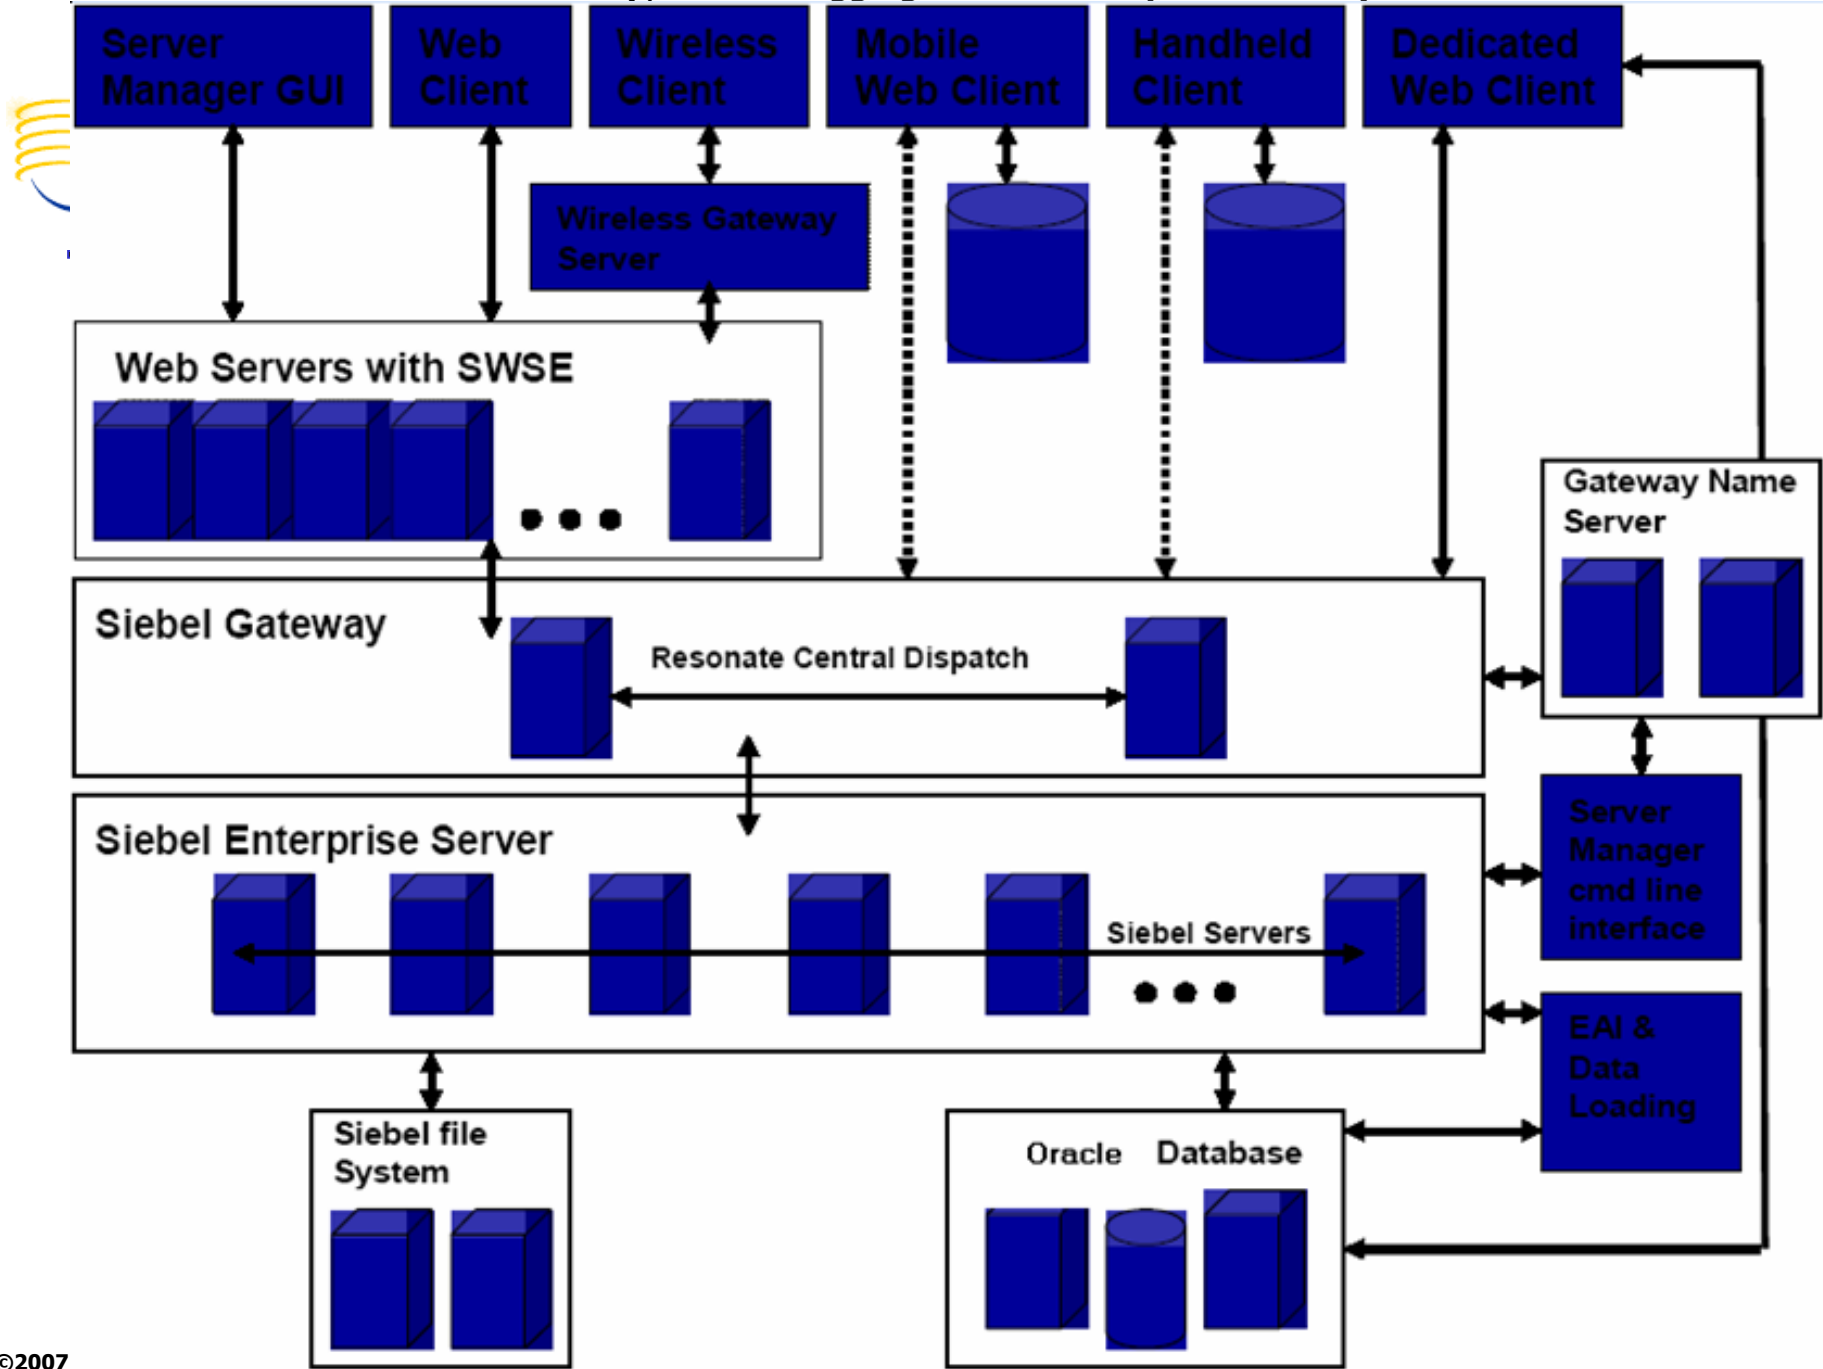 Server
Manager GUI
Web
Client
Wireless
Client
Mobile
Web Client
Handheld
Client
Dedicated
Web Client
Wireless Gateway
Server
Web Servers with SWSE
Gateway Name
Server
Siebel Gateway
Resonate Central Dispatch
Server
Manager
cmd line
interface
Siebel Enterprise Server
Siebel Servers
EAI &
Data
Loading
Siebel file
System
Oracle Database
©2007